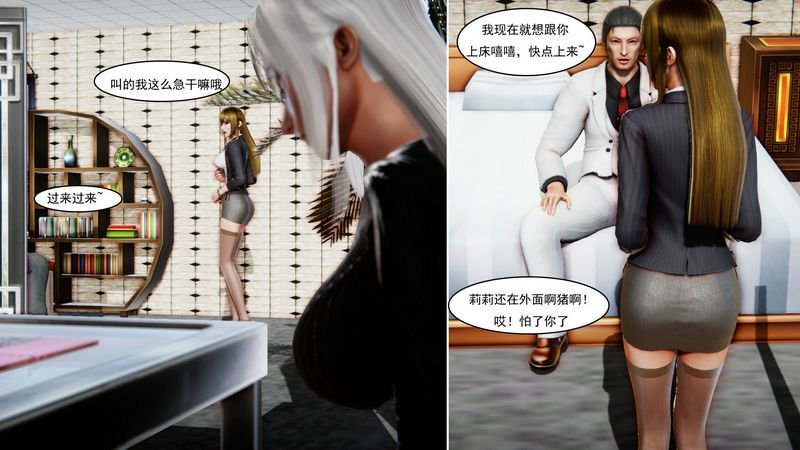 叫的我这么急干嘛哦
过来过来~
我现在就想跟你
上床嘻嘻，快点上来~
莉莉还在外面啊猪啊！
哎！怕了你了